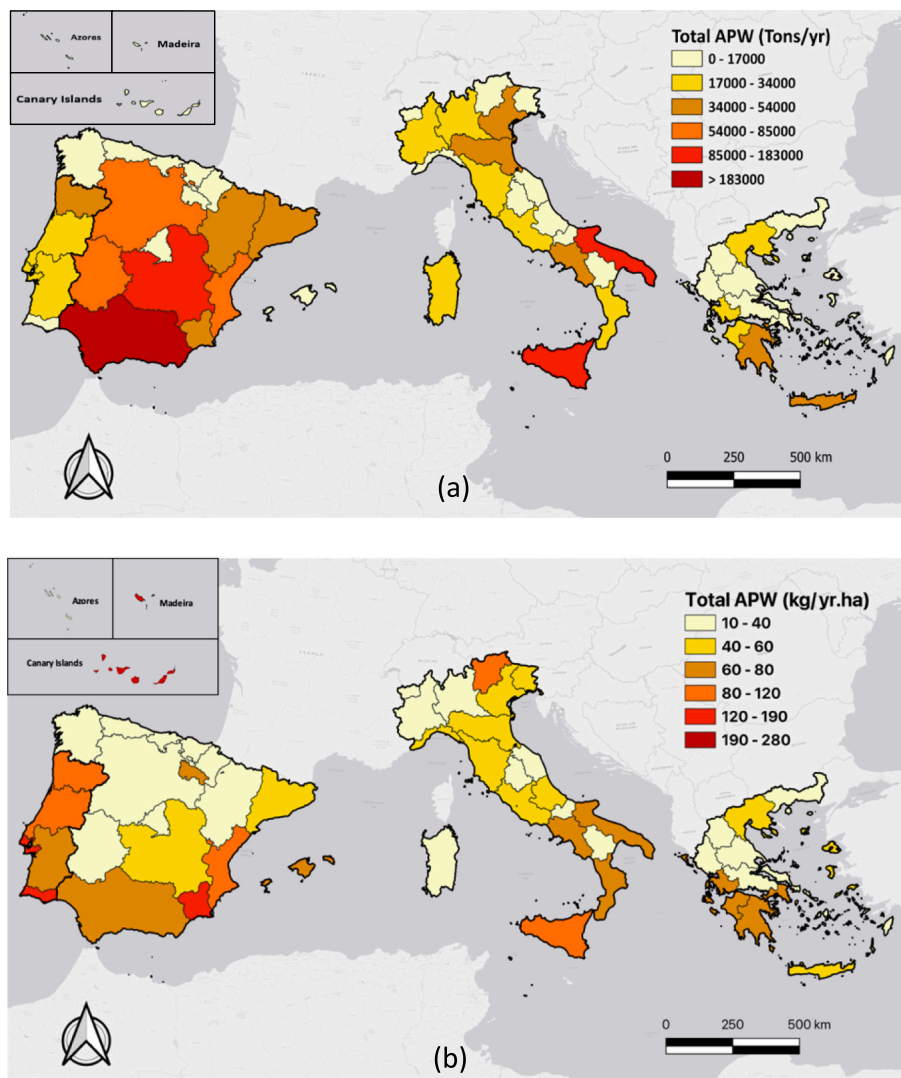 Azores
Madeira
Canary Islands
Total APW (Tons/yr)
0 - 17000
17000 - 34000
34000 - 54000
54000 - 85000
85000 - 183000
> 183000
0 250 500 km
(a)
Azores
Madeira
Canary Islands
Total APW (kg/yr.ha)
10 - 40
40 - 60
60 - 80
80 - 120
120 - 190
190 - 280
0 250 500 km
(b)